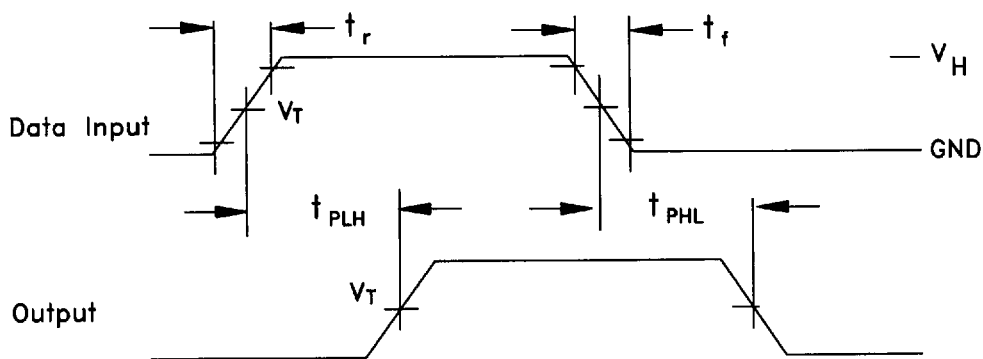 t_r
t_f
V_H
V_T
Data Input
GND
t_PLH
t_PHL
V_T
Output